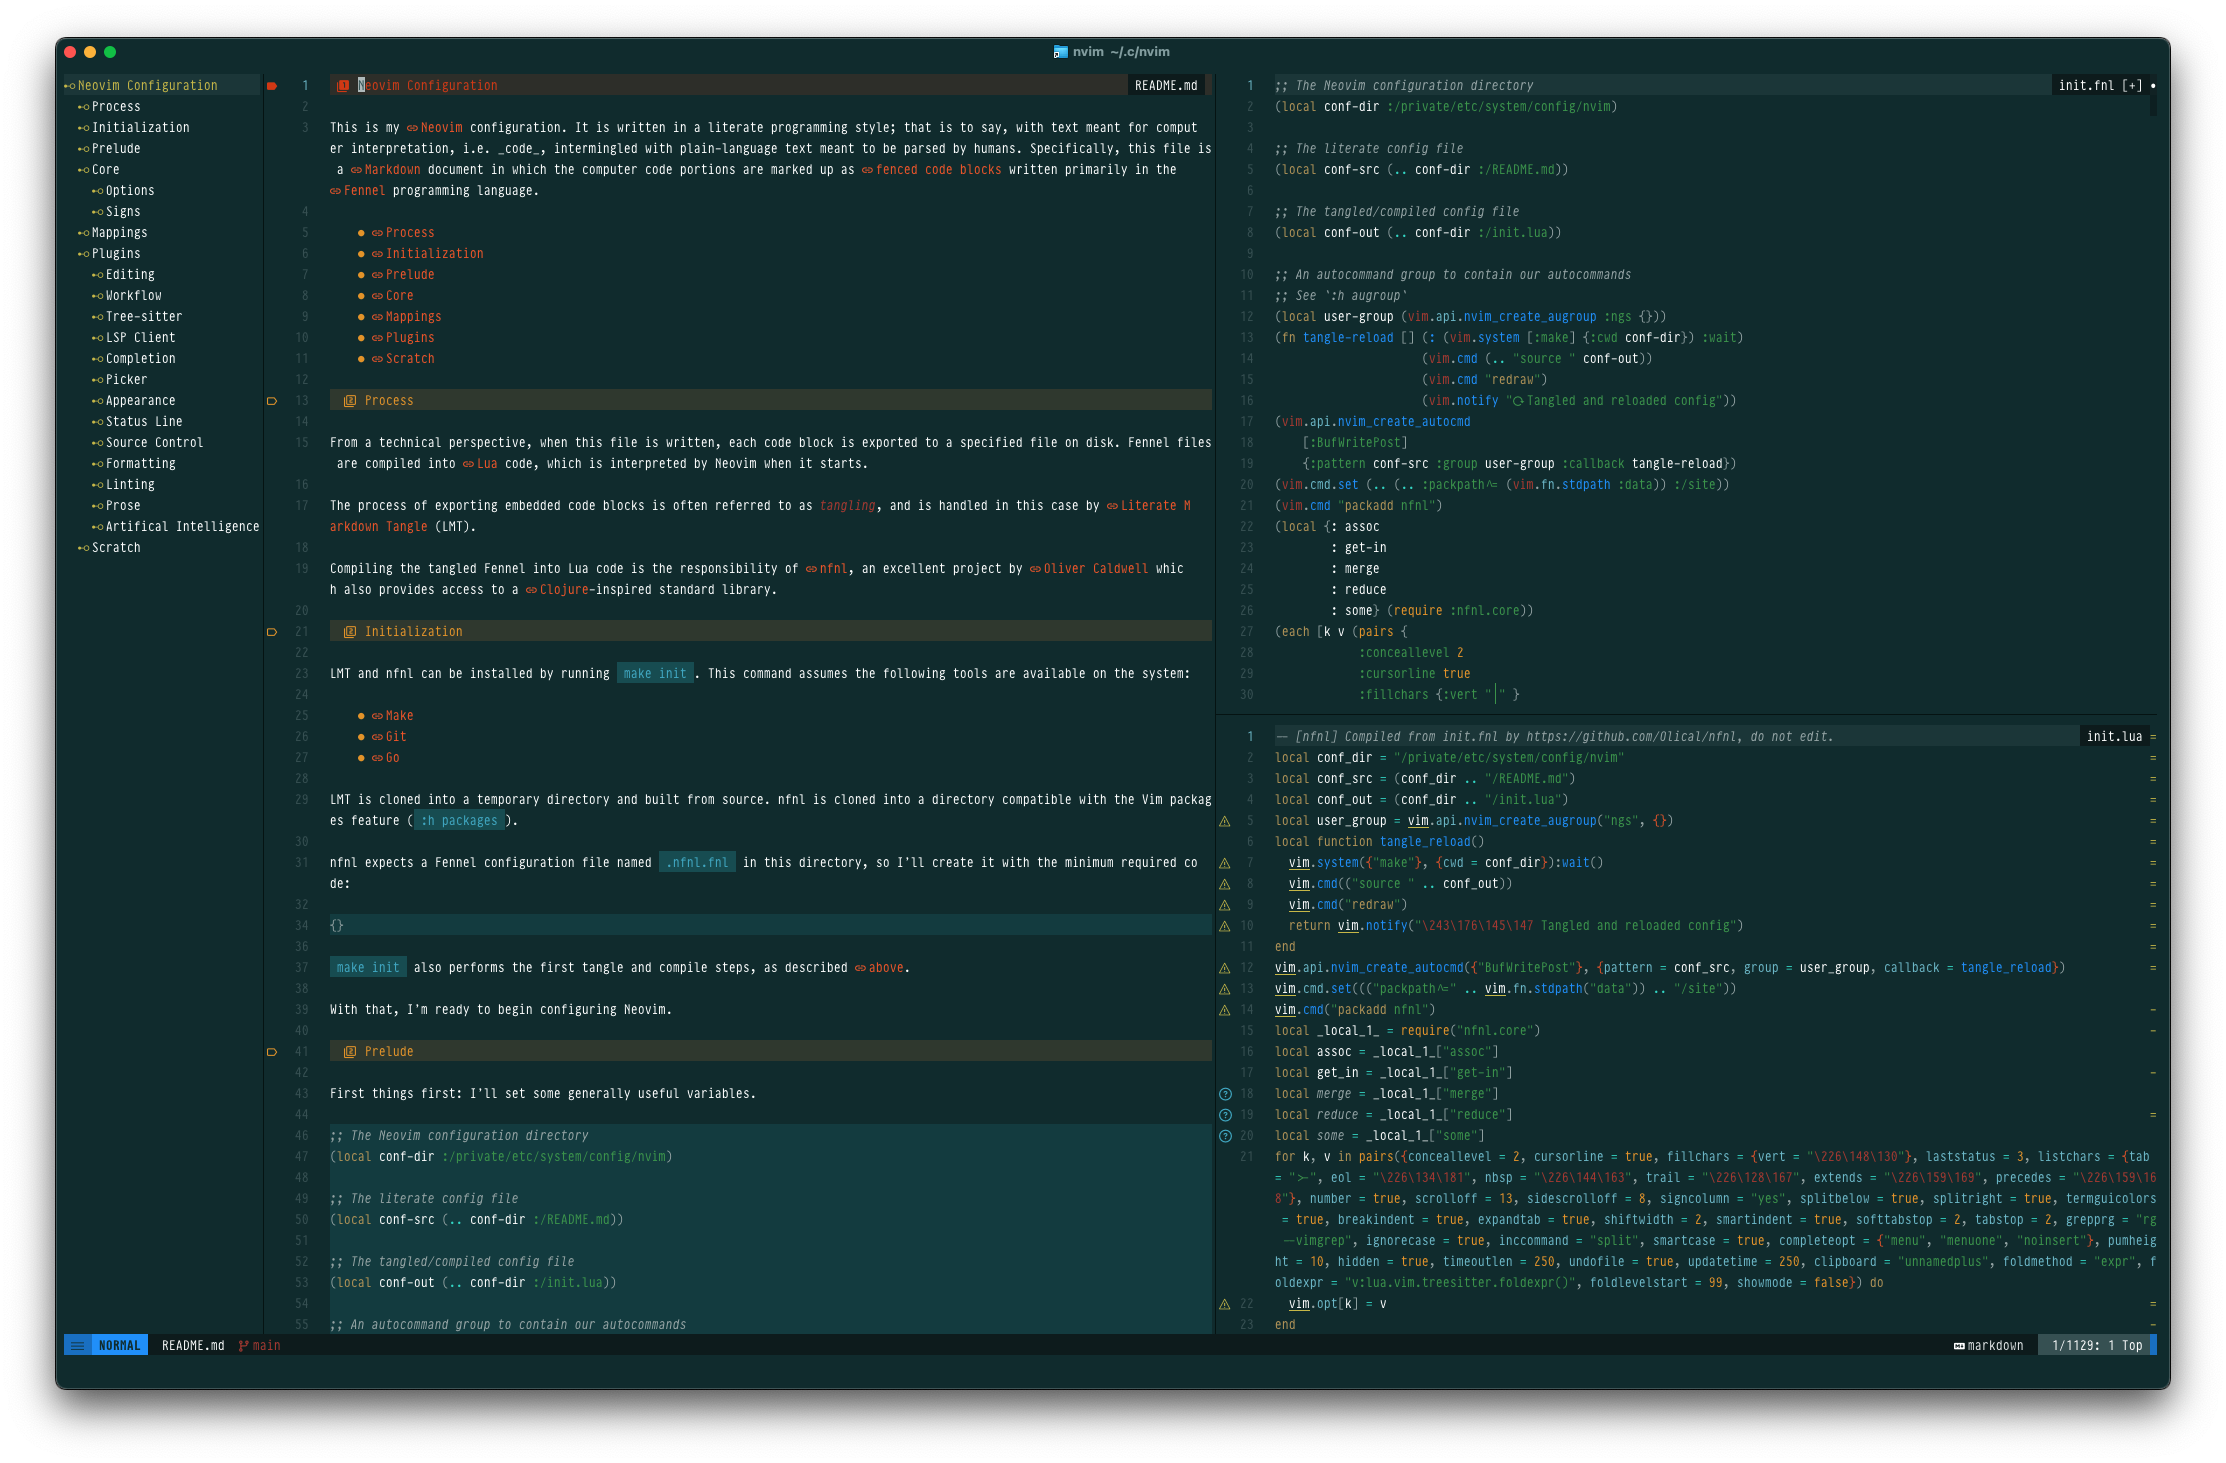 nvim ~/.c/nvim
Neovim Configuration
Process
Initialization
Prelude
Core
Options
Signs
Mappings
Plugins
Editing
Workflow
Tree-sitter
LSP Client
Completion
Picker
Appearance
Status Line
Source Control
Formatting
Linting
Prose
Artifical Intelligence
Scratch
1 Neovim Configuration README.md
2
3 This is my Neovim configuration. It is written in a literate programming style; that is to say, with text meant for comput
er interpretation, i.e. _code_, intermingled with plain-language text meant to be parsed by humans. Specifically, this file is
a Markdown document in which the computer code portions are marked up as fenced code blocks written primarily in the
Fennel programming language.
4
5 ● Process
6 ● Initialization
7 ● Prelude
8 ● Core
9 ● Mappings
10 ● Plugins
11 ● Scratch
12
13 Process
14
15 From a technical perspective, when this file is written, each code block is exported to a specified file on disk. Fennel files
are compiled into Lua code, which is interpreted by Neovim when it starts.
16
17 The process of exporting embedded code blocks is often referred to as tangling, and is handled in this case by Literate M
arkdown Tangle (LMT).
18
19 Compiling the tangled Fennel into Lua code is the responsibility of nfnl, an excellent project by Oliver Caldwell whic
h also provides access to a Clojure-inspired standard library.
20
21 Initialization
22
23 LMT and nfnl can be installed by running make init . This command assumes the following tools are available on the system:
24
25 ● Make
26 ● Git
27 ● Go
28
29 LMT is cloned into a temporary directory and built from source. nfnl is cloned into a directory compatible with the Vim packag
es feature ( :h packages ).
30
31 nfnl expects a Fennel configuration file named .nfnl.fnl in this directory, so I'll create it with the minimum required co
de:
32
34 {}
36
37 make init also performs the first tangle and compile steps, as described above.
38
39 With that, I'm ready to begin configuring Neovim.
40
41 Prelude
42
43 First things first: I'll set some generally useful variables.
44
46 ;; The Neovim configuration directory
47 (local conf-dir :/private/etc/system/config/nvim)
48
49 ;; The literate config file
50 (local conf-src (.. conf-dir :/README.md))
51
52 ;; The tangled/compiled config file
53 (local conf-out (.. conf-dir :/init.lua))
54
55 ;; An autocommand group to contain our autocommands
1 ;; The Neovim configuration directory init.fnl [+]
2 (local conf-dir :/private/etc/system/config/nvim)
3
4 ;; The literate config file
5 (local conf-src (.. conf-dir :/README.md))
6
7 ;; The tangled/compiled config file
8 (local conf-out (.. conf-dir :/init.lua))
9
10 ;; An autocommand group to contain our autocommands
11 ;; See `:h augroup`
12 (local user-group (vim.api.nvim_create_augroup :ngs {}))
13 (fn tangle-reload [] (: (vim.system [:make] {:cwd conf-dir}) :wait)
14 (vim.cmd (.. "source " conf-out))
15 (vim.cmd "redraw")
16 (vim.notify "Tangled and reloaded config"))
17 (vim.api.nvim_create_autocmd
18 [:BufWritePost]
19 {:pattern conf-src :group user-group :callback tangle-reload})
20 (vim.cmd.set (.. (.. :packpath^= (vim.fn.stdpath :data)) :/site))
21 (vim.cmd "packadd nfnl")
22 (local {: assoc
23 : get-in
24 : merge
25 : reduce
26 : some} (require :nfnl.core))
27 (each [k v (pairs {
28 :conceallevel 2
29 :cursorline true
30 :fillchars {:vert "│" }
1 -- [nfnl] Compiled from init.fnl by https://github.com/Olical/nfnl, do not edit. init.lua
2 local conf_dir = "/private/etc/system/config/nvim"
3 local conf_src = (conf_dir .. "/README.md")
4 local conf_out = (conf_dir .. "/init.lua")
5 local user_group = vim.api.nvim_create_augroup("ngs", {})
6 local function tangle_reload()
7 vim.system({"make"}, {cwd = conf_dir}):wait()
8 vim.cmd(("source " .. conf_out))
9 vim.cmd("redraw")
10 return vim.notify("\243\176\145\147 Tangled and reloaded config")
11 end
12 vim.api.nvim_create_autocmd({"BufWritePost"}, {pattern = conf_src, group = user_group, callback = tangle_reload})
13 vim.cmd.set((("packpath^=" .. vim.fn.stdpath("data")) .. "/site"))
14 vim.cmd("packadd nfnl")
15 local _local_1_ = require("nfnl.core")
16 local assoc = _local_1_["assoc"]
17 local get_in = _local_1_["get-in"]
18 local merge = _local_1_["merge"]
19 local reduce = _local_1_["reduce"]
20 local some = _local_1_["some"]
21 for k, v in pairs({conceallevel = 2, cursorline = true, fillchars = {vert = "\226\148\130"}, laststatus = 3, listchars = {tab
= ">-", eol = "\226\134\181", nbsp = "\226\144\163", trail = "\226\128\167", extends = "\226\159\169", precedes = "\226\159\16
8"}, number = true, scrolloff = 13, sidescrolloff = 8, signcolumn = "yes", splitbelow = true, splitright = true, termguicolors
= true, breakindent = true, expandtab = true, shiftwidth = 2, smartindent = true, softtabstop = 2, tabstop = 2, grepprg = "rg
--vimgrep", ignorecase = true, inccommand = "split", smartcase = true, completeopt = {"menu", "menuone", "noinsert"}, pumheig
ht = 10, hidden = true, timeoutlen = 250, undofile = true, updatetime = 250, clipboard = "unnamedplus", foldmethod = "expr", f
oldexpr = "v:lua.vim.treesitter.foldexpr()", foldlevelstart = 99, showmode = false}) do
22 vim.opt[k] = v
23 end
NORMAL README.md main markdown 1/1129: 1 Top